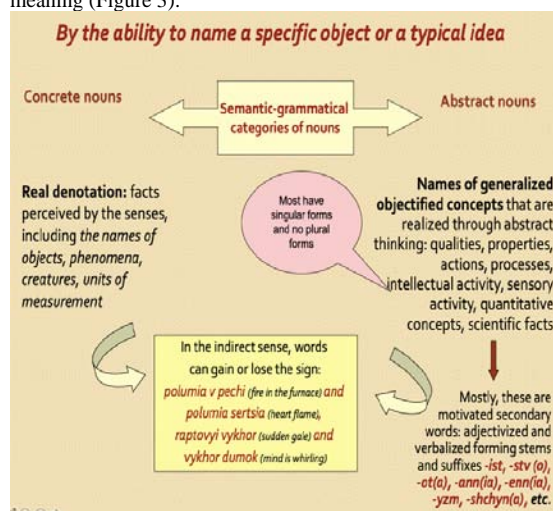 meaning (Figure 3).
By the ability to name a specific object or a typical idea
Concrete nouns
Semantic-grammatical
categories of nouns
Abstract nouns
Real denotation: facts
perceived by the senses,
including the names of
objects, phenomena,
creatures, units of
measurement
Most have
singular forms
and no plural
forms
Names of generalized
objectified concepts that are
realized through abstract
thinking: qualities, properties,
actions, processes,
intellectual activity, sensory
activity, quantitative
concepts, scientific facts
In the indirect sense, words
can gain or lose the sign:
polumia v pechi (fire in the furnace) and
polumia sertsia (heart flame),
raptovyi vykhor (sudden gale) and
vykhor dumok (mind is whirling)
Mostly, these are
motivated secondary
words: adjectivized and
verbalized forming stems
and suffixes -ist, -stv (o),
-ot(a), -ann(ia), -enn(ia),
-yzm, -shchyn(a), etc.